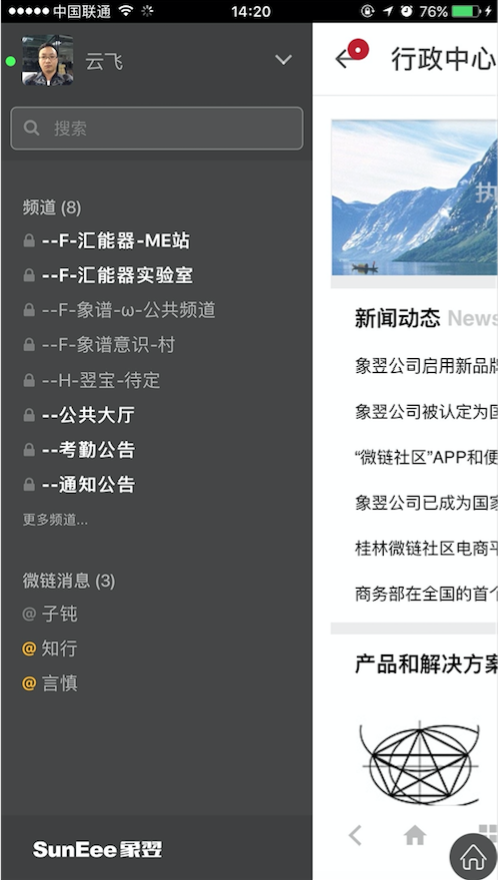 中国联通
14:20
76%
云飞
行政中心
搜索
频道 (8)
--F-汇能器-ME站
--F-汇能器实验室
--F-象谱-ω-公共频道
--F-象谱意识-村
--H-翌宝-待定
--公共大厅
--考勤公告
--通知公告
更多频道...
微链消息 (3)
@ 子钝
@ 知行
@ 言慎
SunEee 象翌
执
新闻动态 News
象翌公司启用新品牌
象翌公司被认定为国
“微链社区”APP和便
象翌公司已成为国家
桂林微链社区电商平
商务部在全国的首个
产品和解决方案